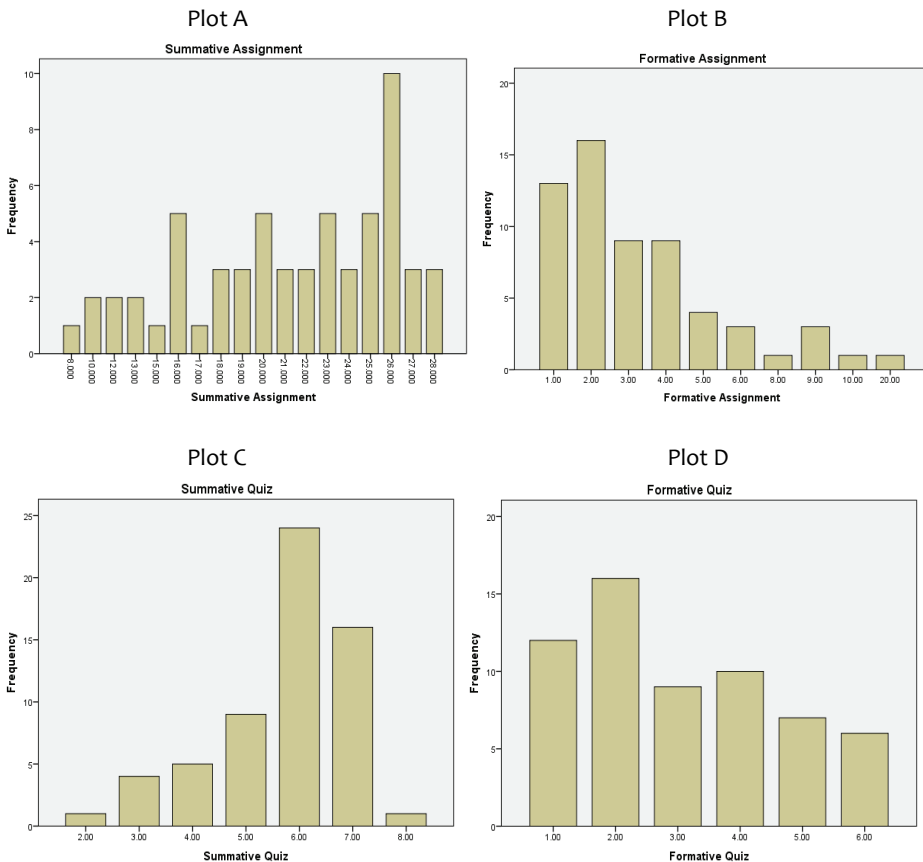 Plot A
Summative Assignment
10
8
6
4
2
0
Frequency
8.000
10.000
12.000
13.000
15.000
16.000
17.000
18.000
19.000
20.000
21.000
22.000
23.000
24.000
25.000
26.000
27.000
28.000
Summative Assignment
Plot B
Formative Assignment
20
15
10
5
0
Frequency
1.00 2.00 3.00 4.00 5.00 6.00 8.00 9.00 10.00 20.00
Formative Assignment
Plot C
Summative Quiz
25
20
15
10
5
0
Frequency
2.00 3.00 4.00 5.00 6.00 7.00 8.00
Summative Quiz
Plot D
Formative Quiz
20
15
10
5
0
Frequency
1.00 2.00 3.00 4.00 5.00 6.00
Formative Quiz